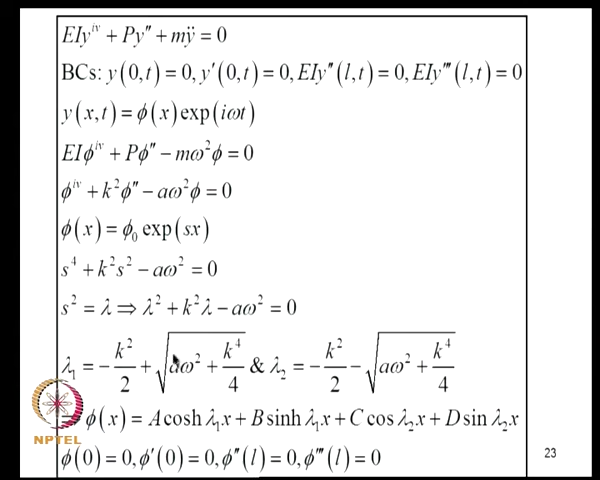 EIy^{iv} + Py″ + mÿ = 0
BCs: y(0,t) = 0, y′(0,t) = 0, EIy″(l,t) = 0, EIy‴(l,t) = 0
y(x,t) = ϕ(x)exp(iωt)
EIϕ^{iv} + Pϕ″ − mω²ϕ = 0
ϕ^{iv} + k²ϕ″ − aω²ϕ = 0
ϕ(x) = ϕ₀ exp(sx)
s⁴ + k²s² − aω² = 0
s² = λ ⇒ λ² + k²λ − aω² = 0
λ₁ = −k²/2 + √(aω² + k⁴/4) & λ₂ = −k²/2 − √(aω² + k⁴/4)
⇒ ϕ(x) = A cosh λ₁x + B sinh λ₁x + C cos λ₂x + D sin λ₂x
ϕ(0) = 0, ϕ′(0) = 0, ϕ″(l) = 0, ϕ‴(l) = 0
NPTEL
23